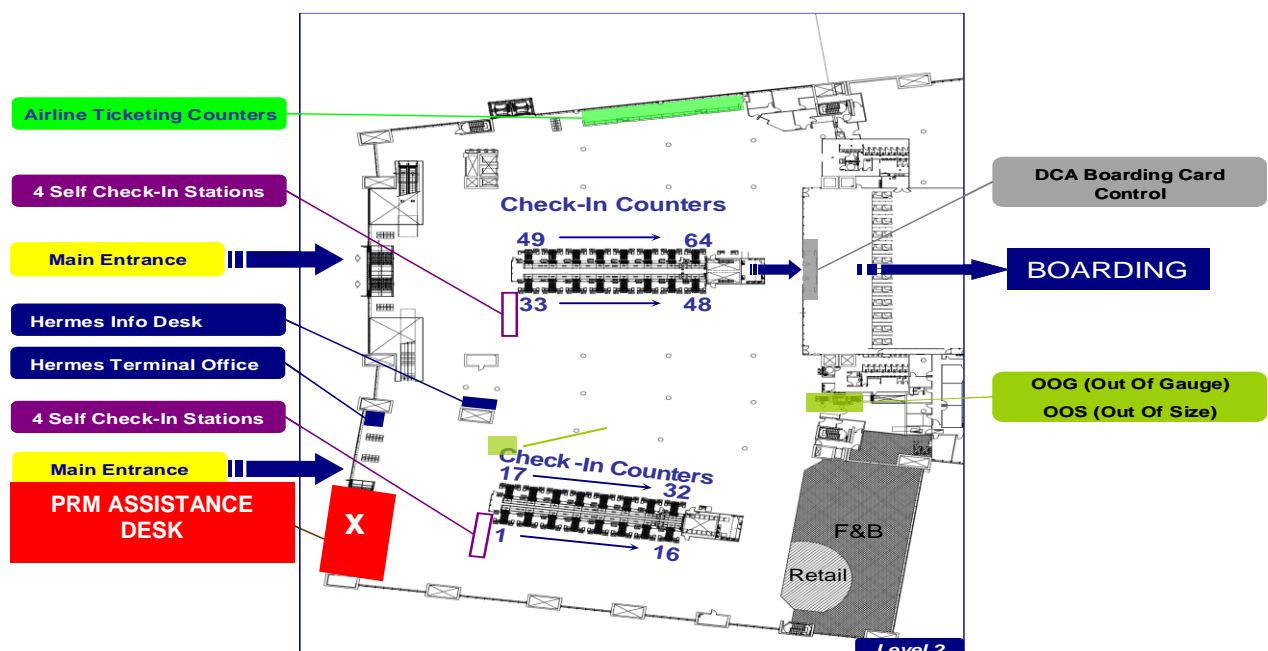 Airline Ticketing Counters
4 Self Check-In Stations
DCA Boarding Card
Control
Check-In Counters
49
64
Main Entrance
BOARDING
33
48
Hermes Info Desk
Hermes Terminal Office
OOG (Out Of Gauge)
OOS (Out Of Size)
4 Self Check-In Stations
Main Entrance
Check-In Counters
17
32
PRM ASSISTANCE
DESK
X
1
16
F&B
Retail
Level 2